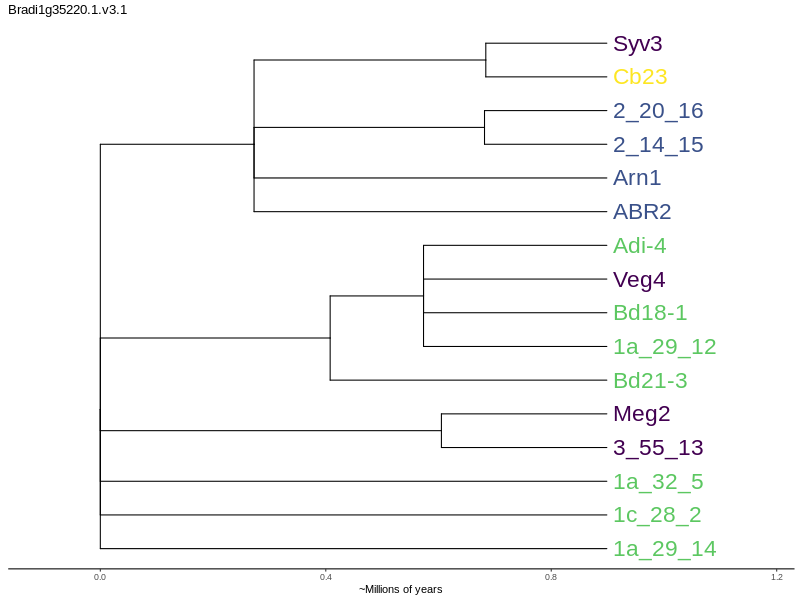 Bradi1g35220.1.v3.1
Syv3
Cb23
2_20_16
2_14_15
Arn1
ABR2
Adi-4
Veg4
Bd18-1
1a_29_12
Bd21-3
Meg2
3_55_13
1a_32_5
1c_28_2
1a_29_14
0.0 0.4 0.8 1.2
~Millions of years